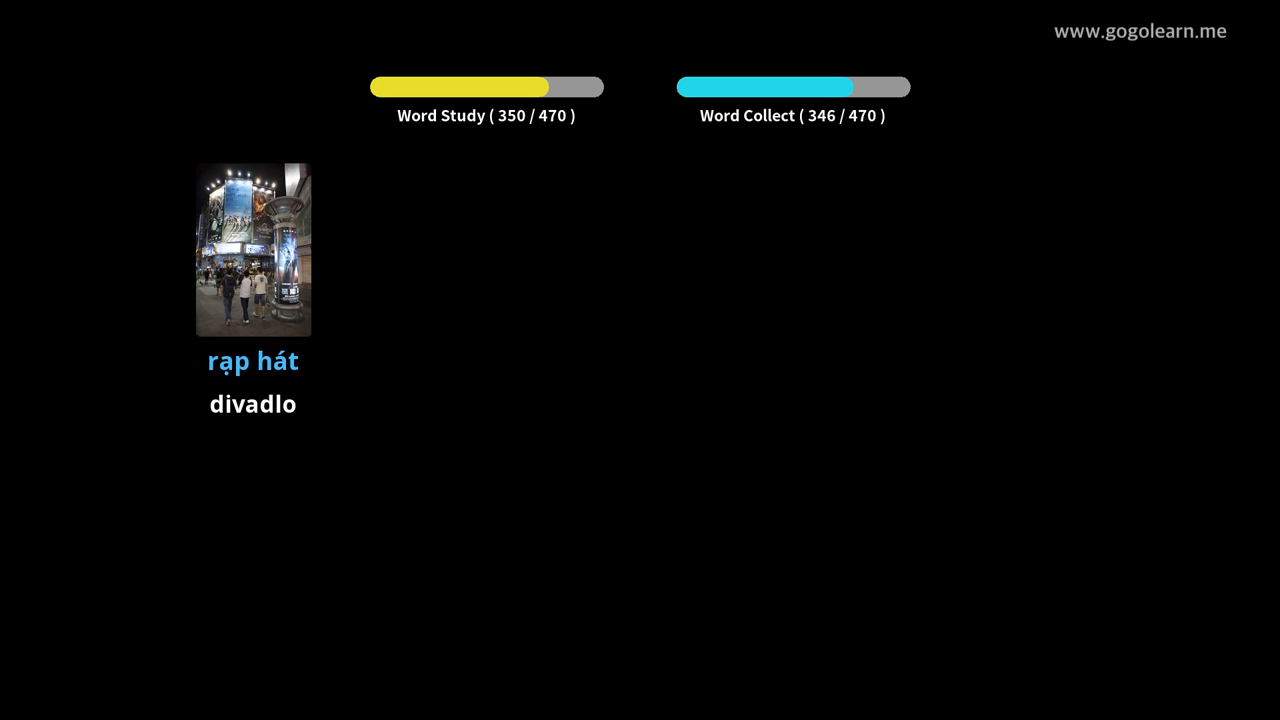 www.gogolearn.me
Word Study ( 350 / 470 )
Word Collect ( 346 / 470 )
rạp hát
divadlo